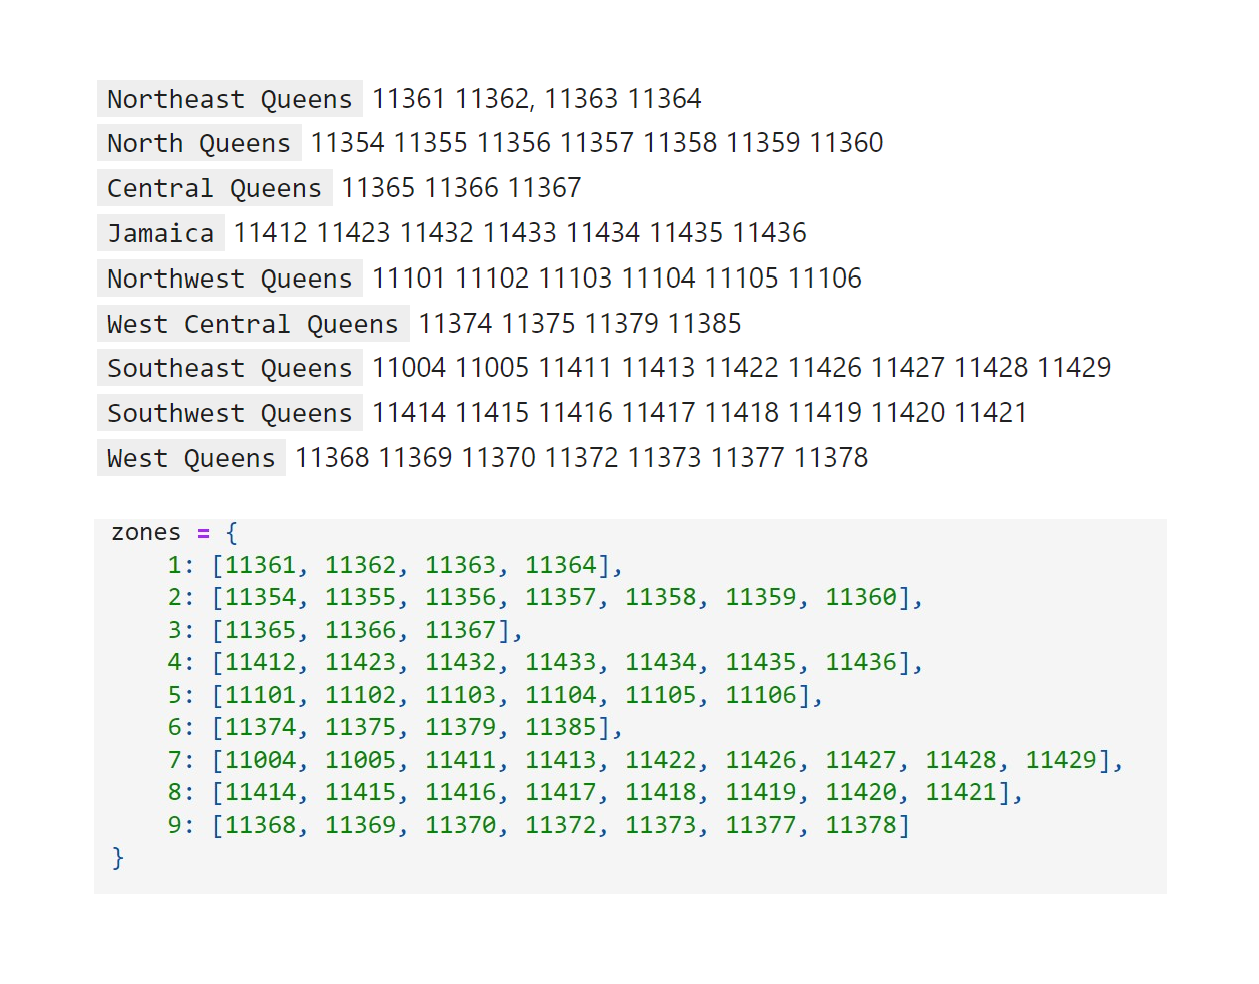 Northeast Queens 11361 11362, 11363 11364
North Queens 11354 11355 11356 11357 11358 11359 11360
Central Queens 11365 11366 11367
Jamaica 11412 11423 11432 11433 11434 11435 11436
Northwest Queens 11101 11102 11103 11104 11105 11106
West Central Queens 11374 11375 11379 11385
Southeast Queens 11004 11005 11411 11413 11422 11426 11427 11428 11429
Southwest Queens 11414 11415 11416 11417 11418 11419 11420 11421
West Queens 11368 11369 11370 11372 11373 11377 11378
zones = {
    1: [11361, 11362, 11363, 11364],
    2: [11354, 11355, 11356, 11357, 11358, 11359, 11360],
    3: [11365, 11366, 11367],
    4: [11412, 11423, 11432, 11433, 11434, 11435, 11436],
    5: [11101, 11102, 11103, 11104, 11105, 11106],
    6: [11374, 11375, 11379, 11385],
    7: [11004, 11005, 11411, 11413, 11422, 11426, 11427, 11428, 11429],
    8: [11414, 11415, 11416, 11417, 11418, 11419, 11420, 11421],
    9: [11368, 11369, 11370, 11372, 11373, 11377, 11378]
}